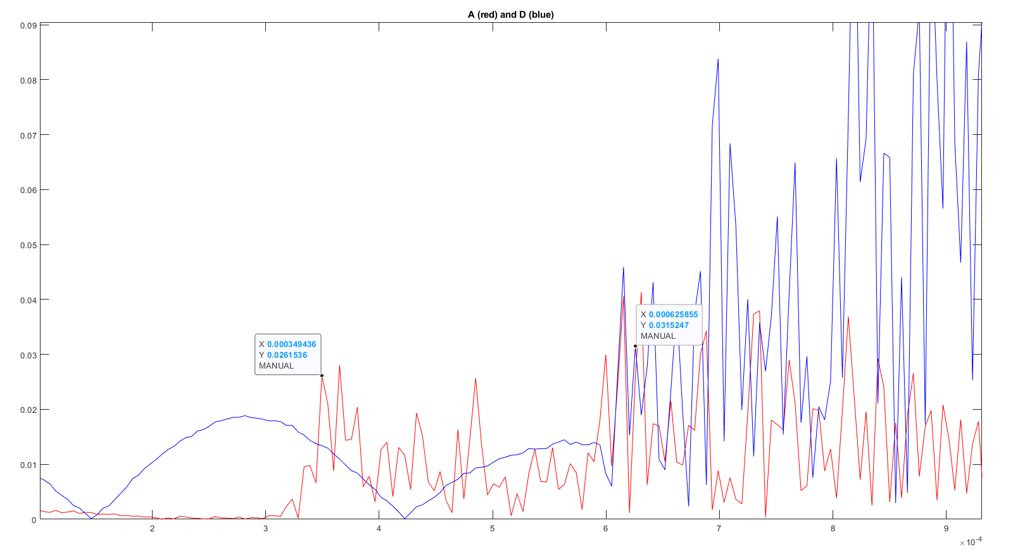 A (red) and D (blue)
0.09
0.08
0.07
0.06
0.05
0.04
X 0.000625855
Y 0.0315247
MANUAL
0.03
X 0.000349436
Y 0.0261536
MANUAL
0.02
0.01
0
2 3 4 5 6 7 8 9
× 10⁻⁴